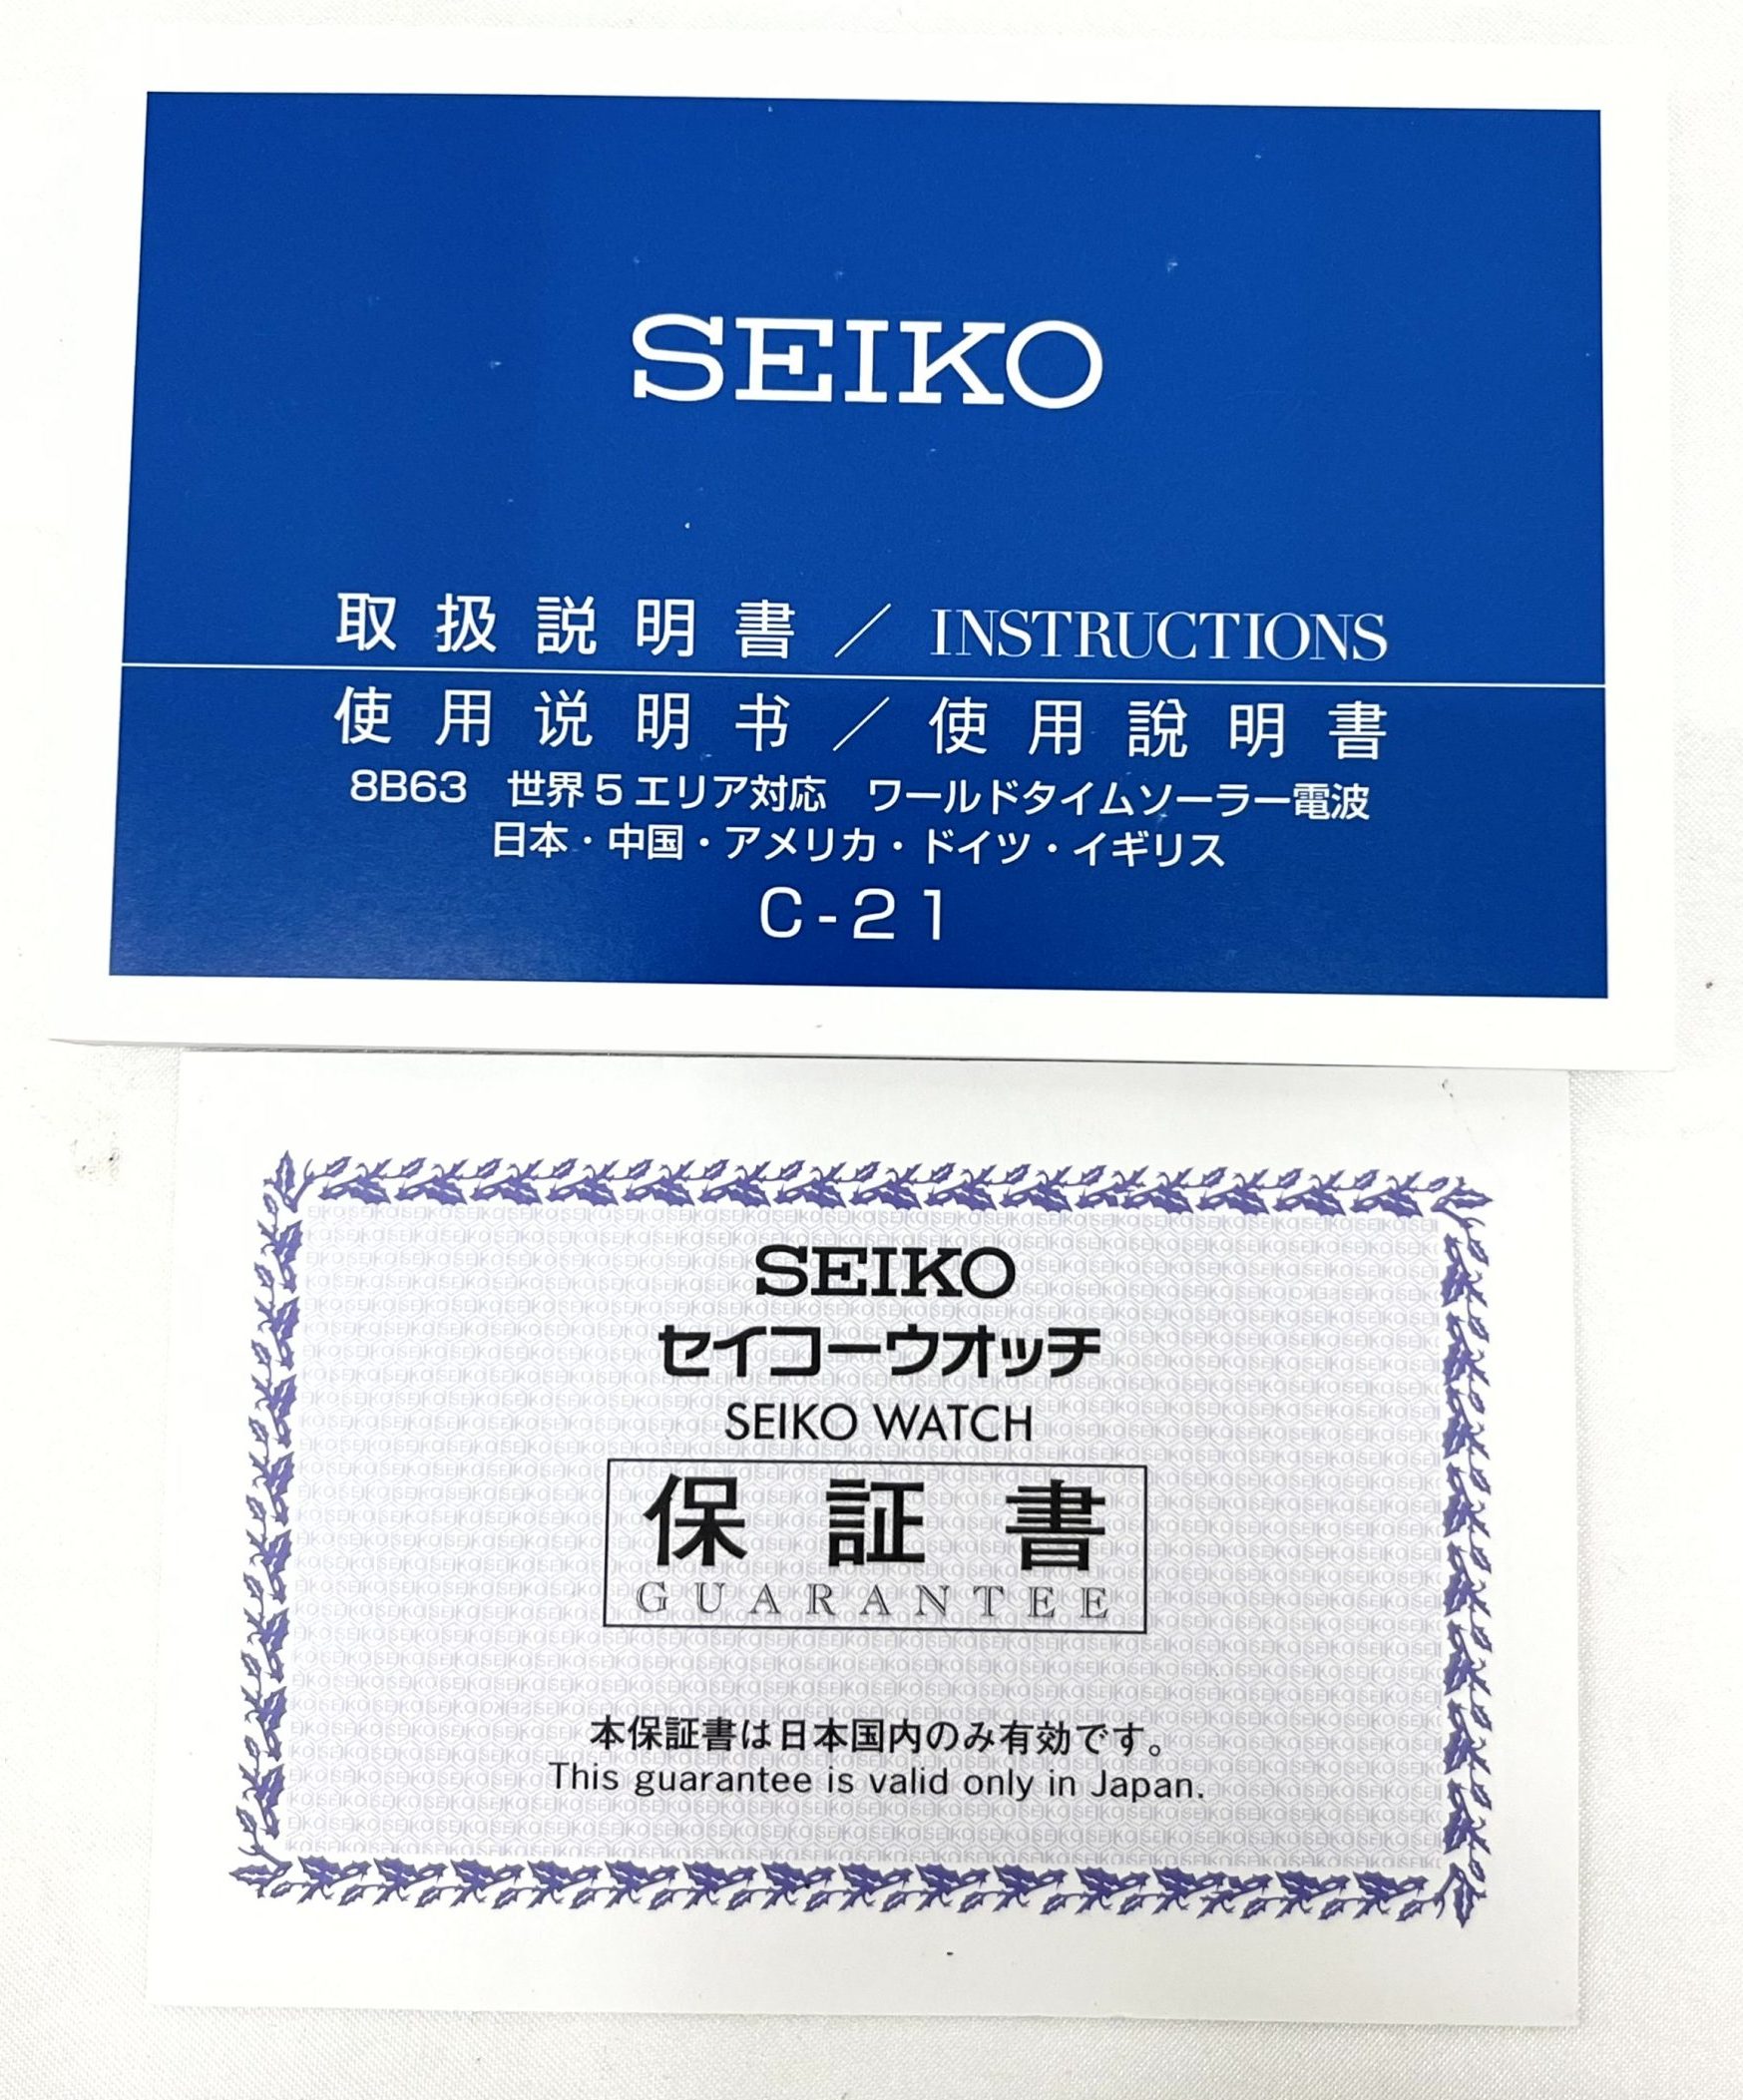 SEIKO
取扱説明書／INSTRUCTIONS
使用说明书／使用說明書
8B63 世界5エリア対応 ワールドタイムソーラー電波
日本・中国・アメリカ・ドイツ・イギリス
C-21
SEIKO
セイコーウオッチ
SEIKO WATCH
保証書
GUARANTEE
本保証書は日本国内のみ有効です。
This guarantee is valid only in Japan.